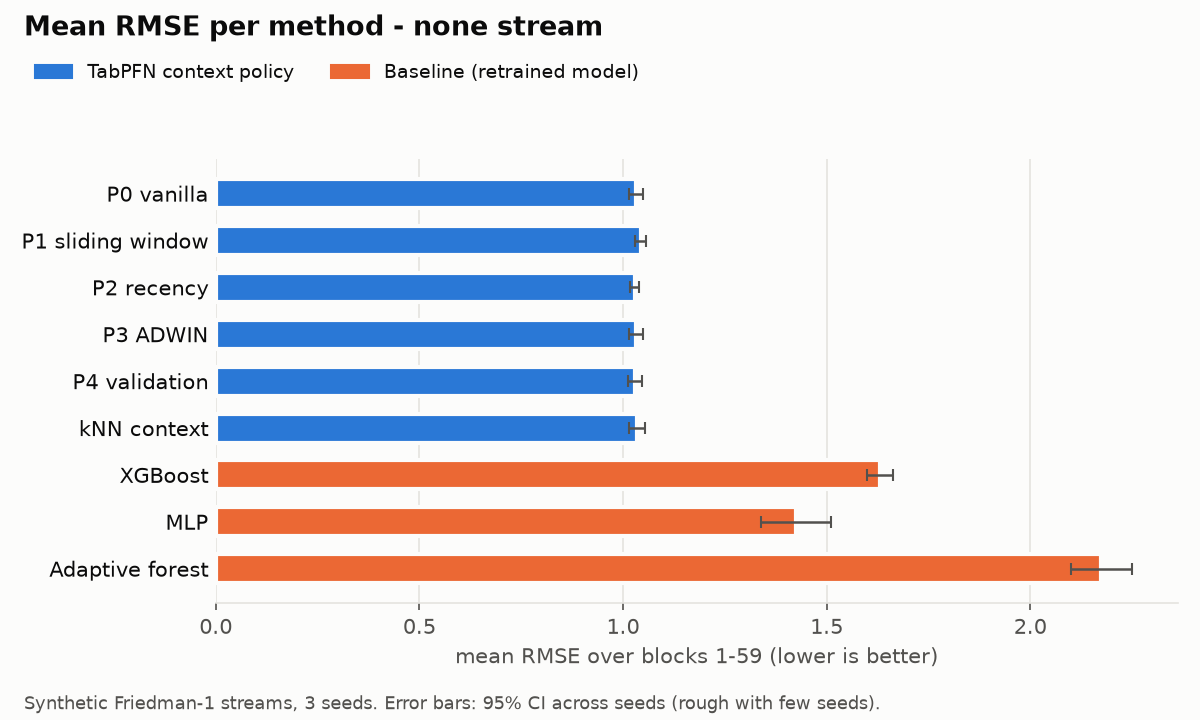 Mean RMSE per method - none stream
TabPFN context policy
Baseline (retrained model)
P0 vanilla
P1 sliding window
P2 recency
P3 ADWIN
P4 validation
kNN context
XGBoost
MLP
Adaptive forest
0.0 0.5 1.0 1.5 2.0
mean RMSE over blocks 1-59 (lower is better)
Synthetic Friedman-1 streams, 3 seeds. Error bars: 95% CI across seeds (rough with few seeds).